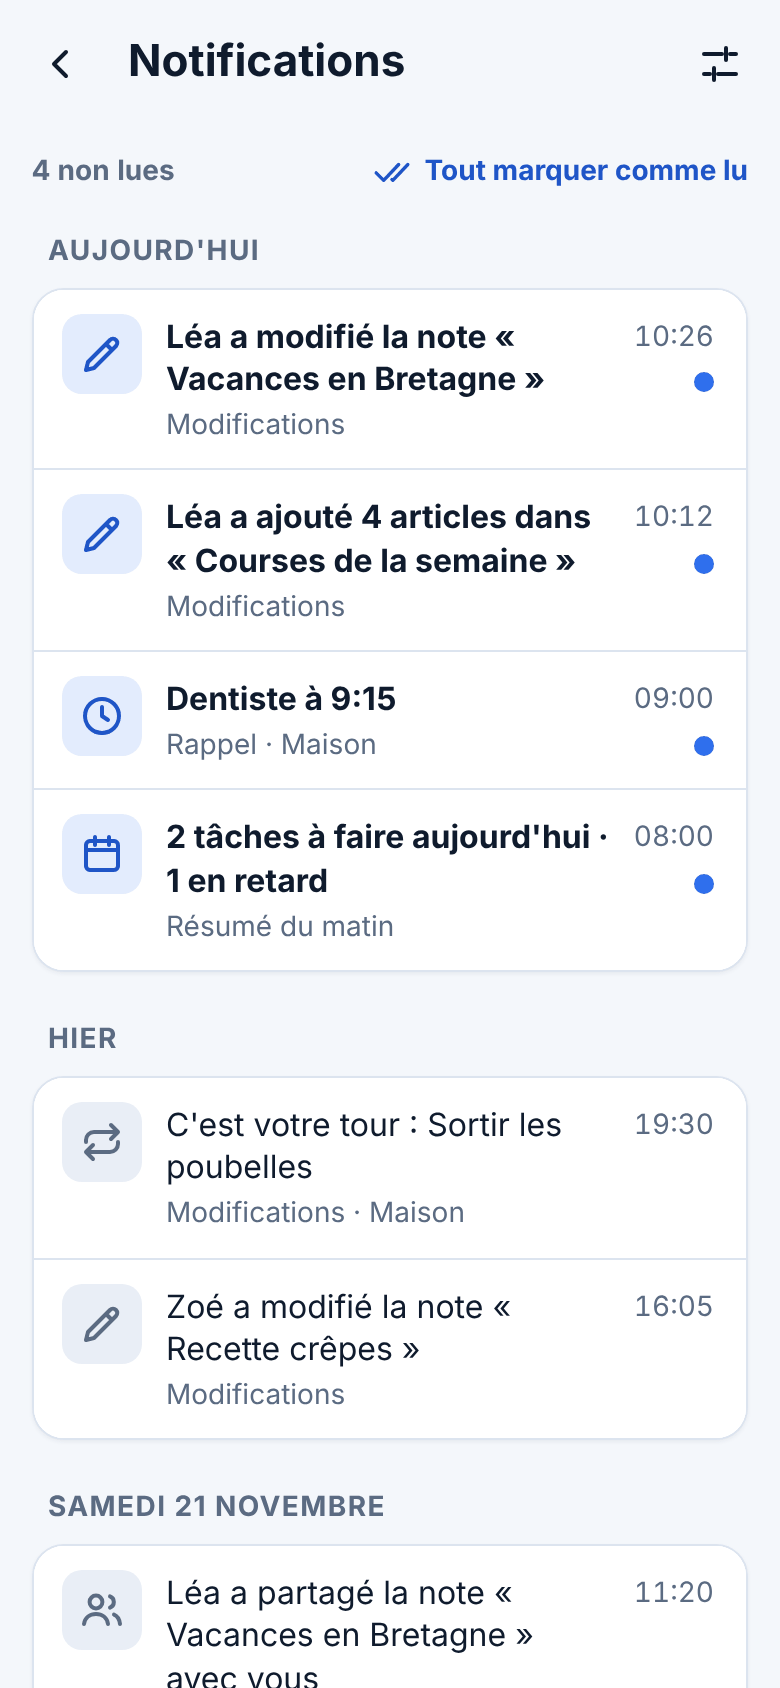 Notifications
4 non lues
Tout marquer comme lu
AUJOURD'HUI
Léa a modifié la note «
Vacances en Bretagne »
Modifications
10:26
Léa a ajouté 4 articles dans
« Courses de la semaine »
Modifications
10:12
Dentiste à 9:15
Rappel · Maison
09:00
2 tâches à faire aujourd'hui ·
1 en retard
Résumé du matin
08:00
HIER
C'est votre tour : Sortir les
poubelles
Modifications · Maison
19:30
Zoé a modifié la note «
Recette crêpes »
Modifications
16:05
SAMEDI 21 NOVEMBRE
Léa a partagé la note «
Vacances en Bretagne »
avec vous
11:20